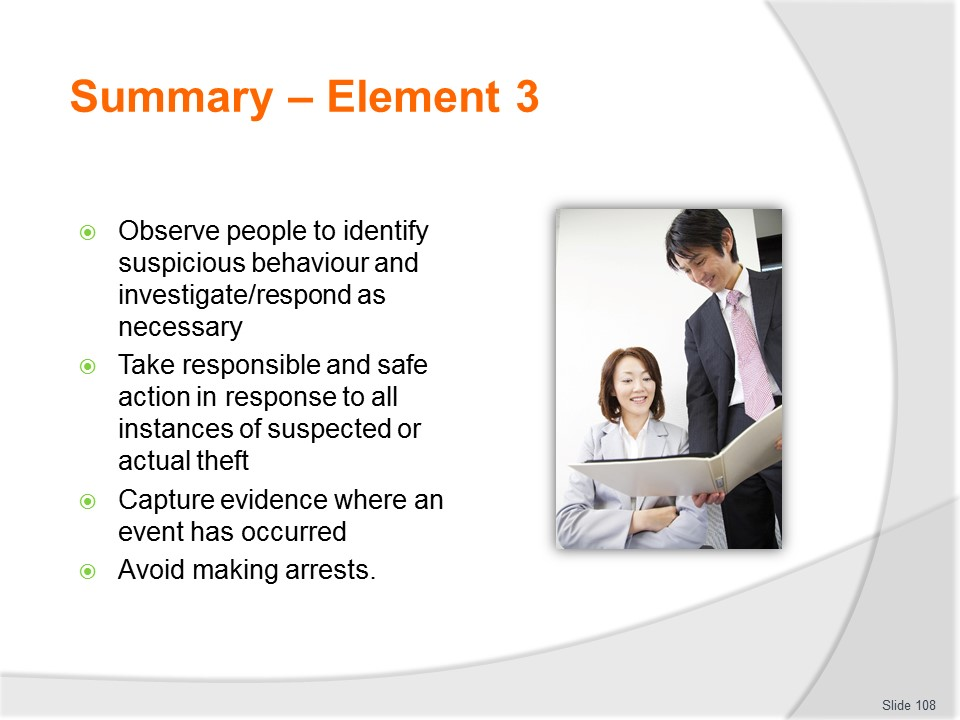 Summary – Element 3
Observe people to identify
suspicious behaviour and
investigate/respond as
necessary
Take responsible and safe
action in response to all
instances of suspected or
actual theft
Capture evidence where an
event has occurred
Avoid making arrests.
Slide 108